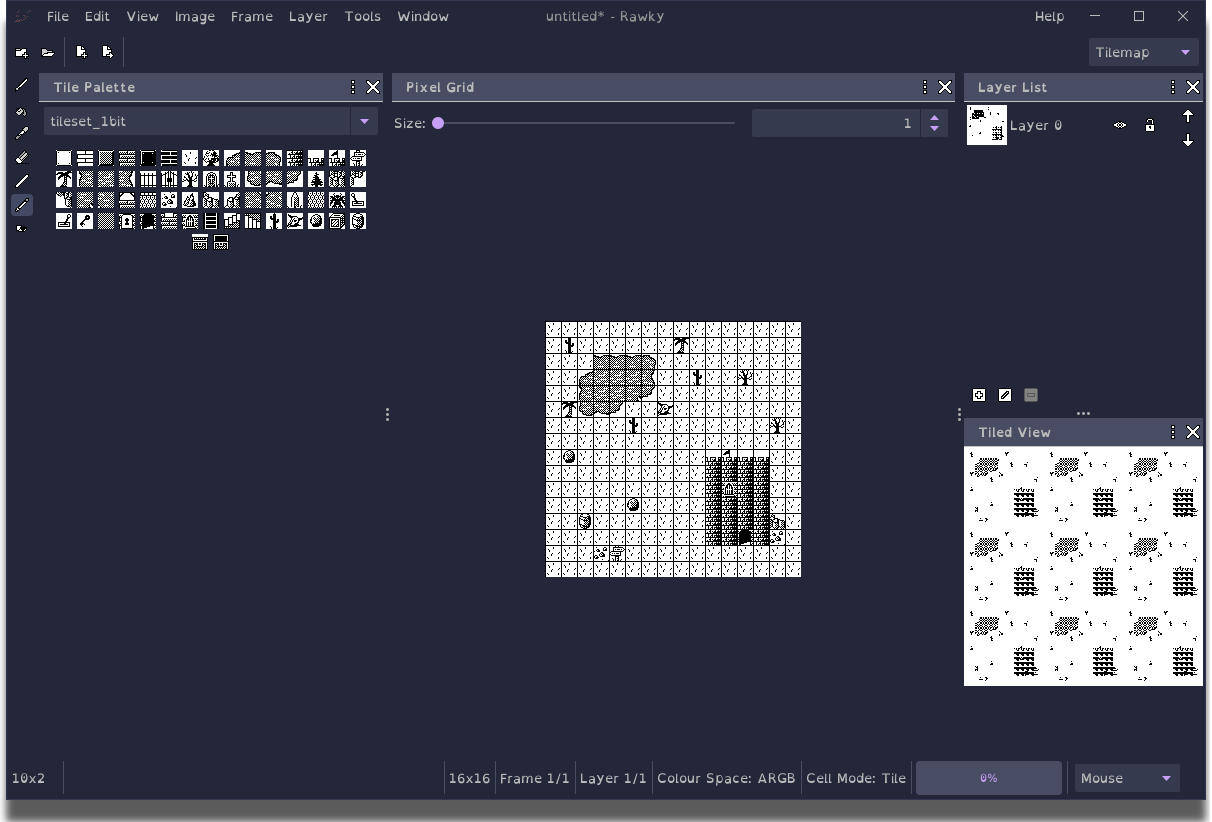 File Edit View Image Frame Layer Tools Window untitled* - Rawky Help
Tilemap
Tile Palette
Pixel Grid
Layer List
tileset_1bit
Size:
1
Layer 0
Tiled View
10x2
16x16 Frame 1/1 Layer 1/1 Colour Space: ARGB Cell Mode: Tile 0% Mouse